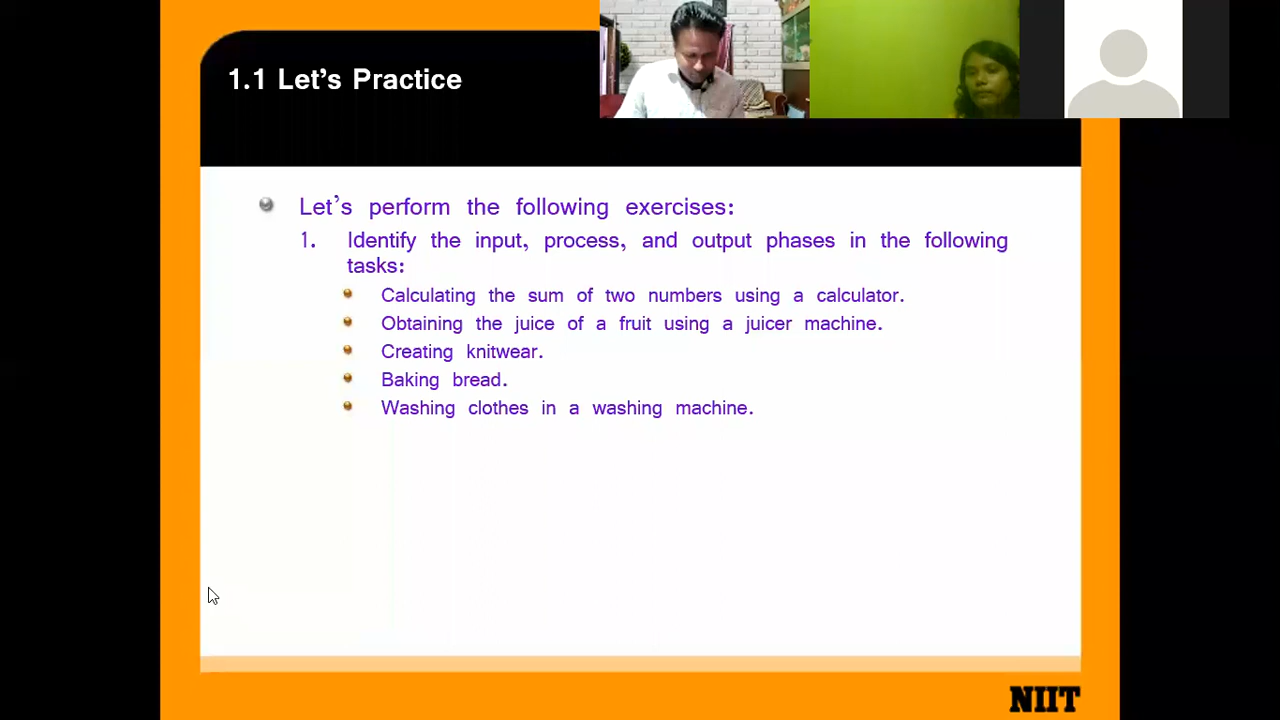 1.1 Let's Practice
Let's perform the following exercises:
1. Identify the input, process, and output phases in the following
tasks:
Calculating the sum of two numbers using a calculator.
Obtaining the juice of a fruit using a juicer machine.
Creating knitwear.
Baking bread.
Washing clothes in a washing machine.
NIIT